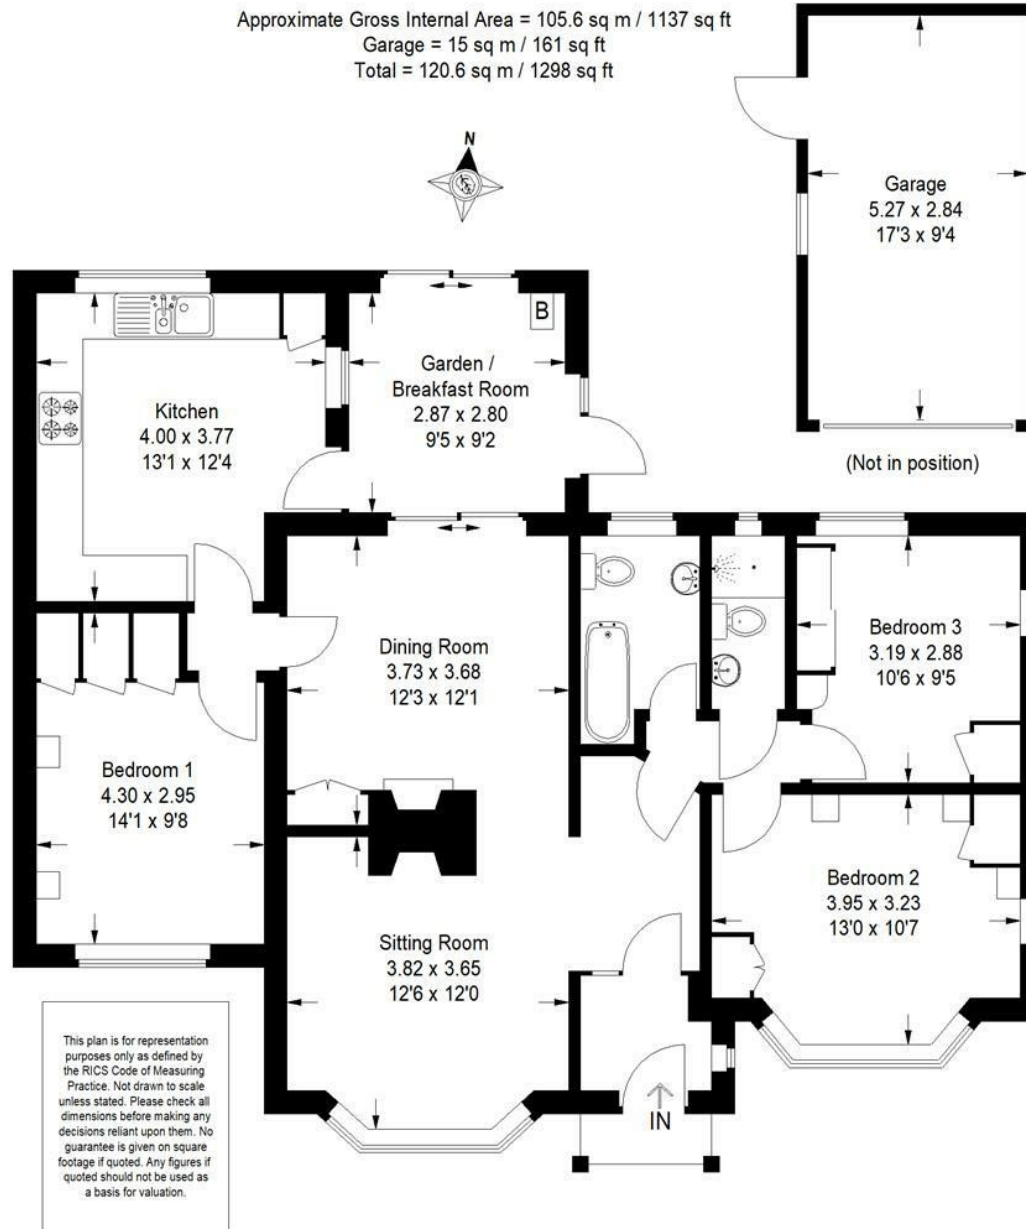 Approximate Gross Internal Area = 105.6 sq m / 1137 sq ft
Garage = 15 sq m / 161 sq ft
Total = 120.6 sq m / 1298 sq ft
N
Garage
5.27 x 2.84
17'3 x 9'4
(Not in position)
B
Garden /
Breakfast Room
2.87 x 2.80
9'5 x 9'2
Kitchen
4.00 x 3.77
13'1 x 12'4
Dining Room
3.73 x 3.68
12'3 x 12'1
Bedroom 3
3.19 x 2.88
10'6 x 9'5
Bedroom 1
4.30 x 2.95
14'1 x 9'8
Bedroom 2
3.95 x 3.23
13'0 x 10'7
Sitting Room
3.82 x 3.65
12'6 x 12'0
IN
This plan is for representation
purposes only as defined by
the RICS Code of Measuring
Practice. Not drawn to scale
unless stated. Please check all
dimensions before making any
decisions reliant upon them. No
guarantee is given on square
footage if quoted. Any figures if
quoted should not be used as
a basis for valuation.